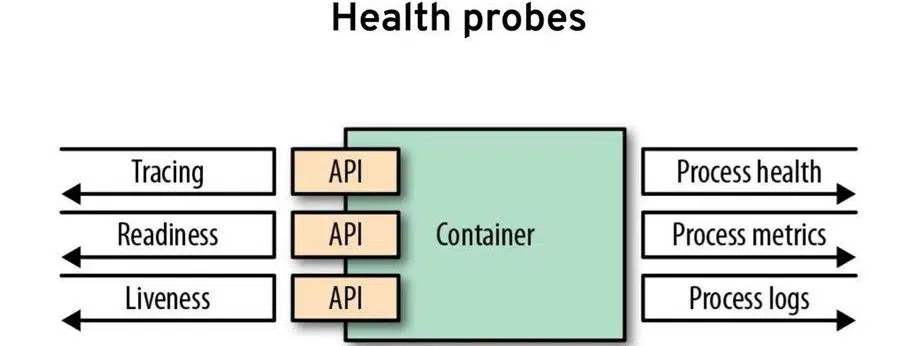 Health probes
Tracing
API
Process health
Readiness
API
Container
Process metrics
Liveness
API
Process logs